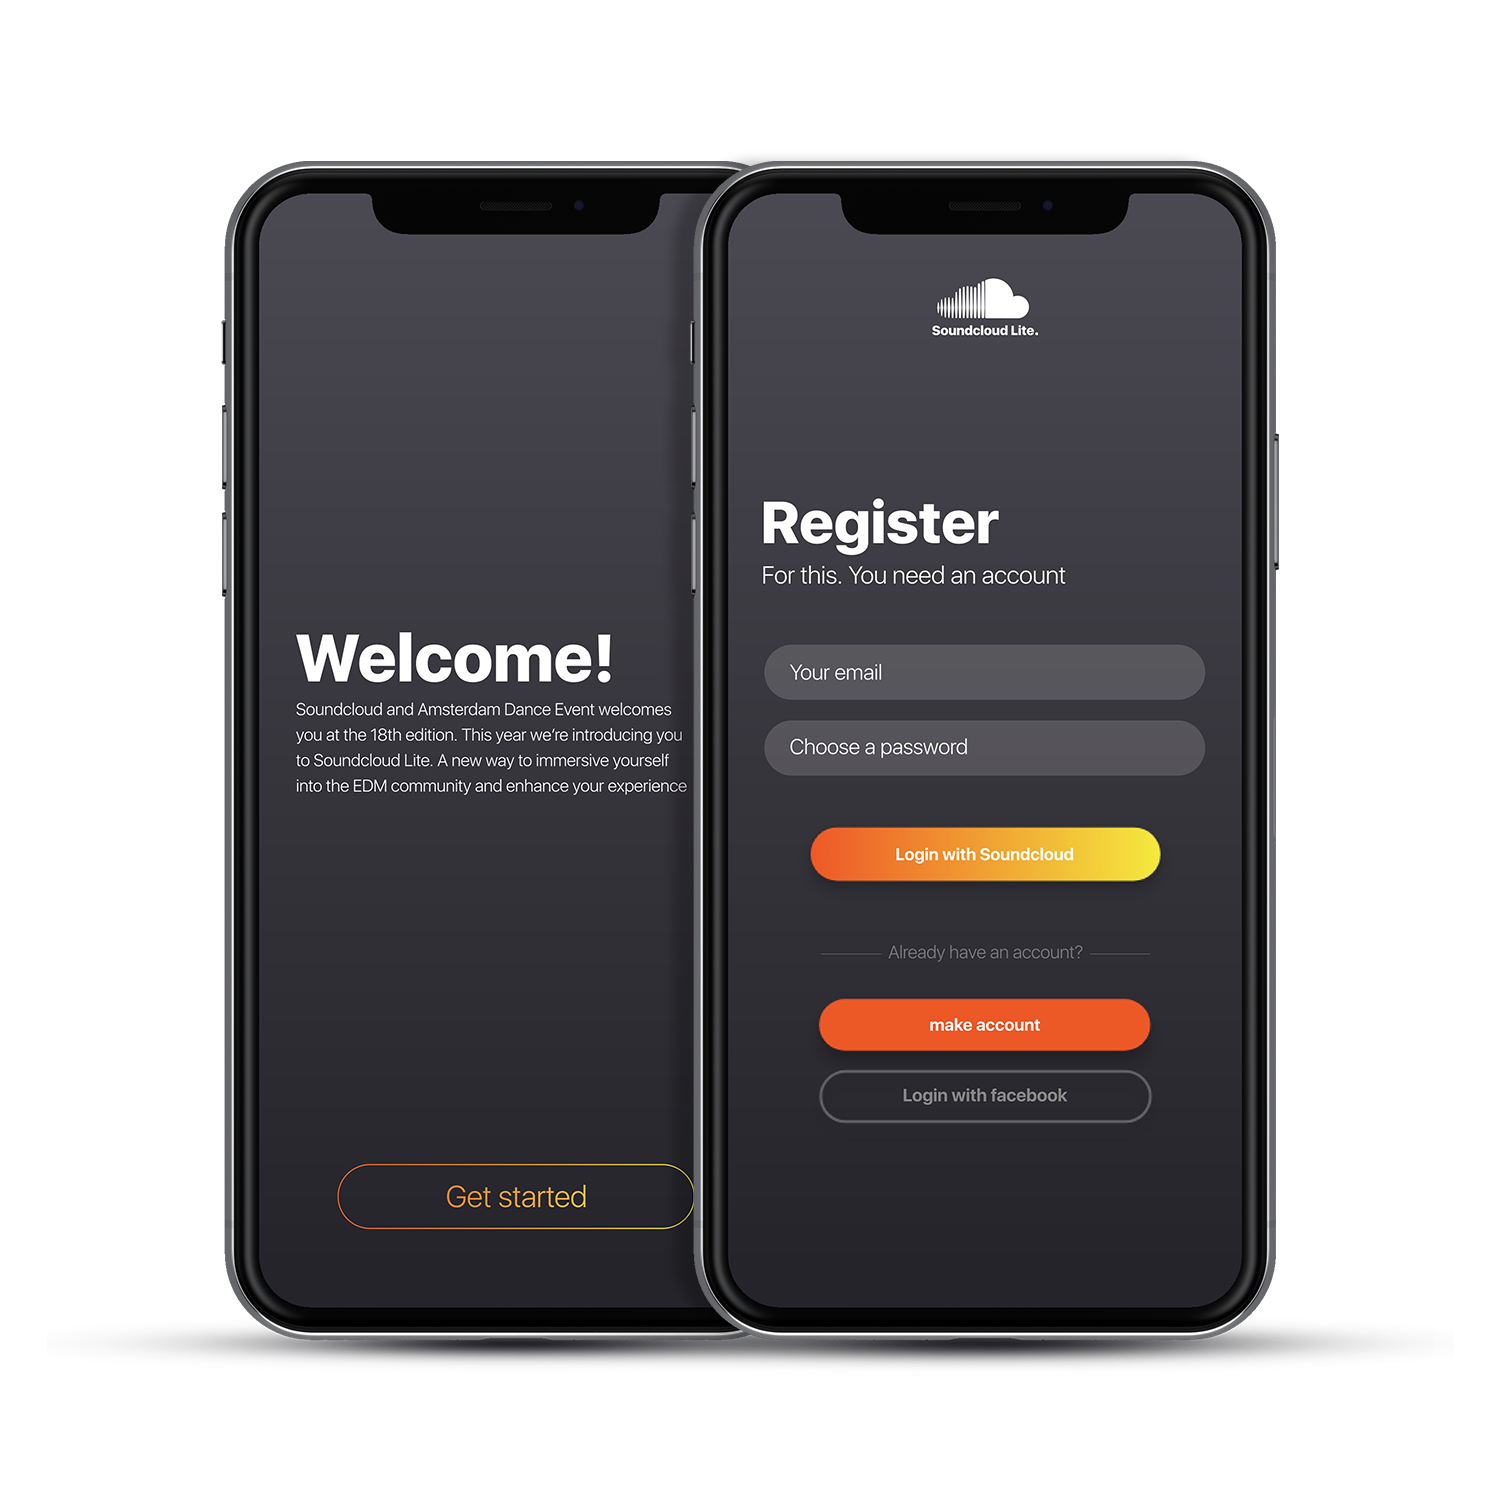 Welcome!
Soundcloud and Amsterdam Dance Event welcomes
you at the 18th edition. This year we’re introducing you
to Soundcloud Lite. A new way to immersive yourself
into the EDM community and enhance your experience
Get started
Soundcloud Lite.
Register
For this. You need an account
Your email
Choose a password
Login with Soundcloud
Already have an account?
make account
Login with facebook